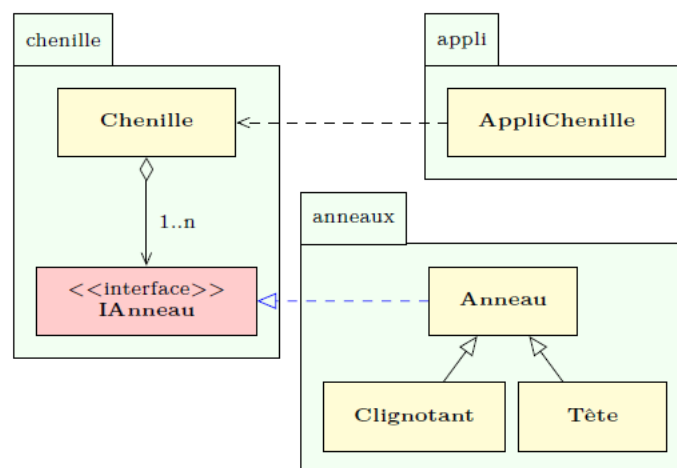 chenille
appli
Chenille
AppliChenille
1..n
anneaux
<<interface>>
IAnneau
Anneau
Clignotant
Tête